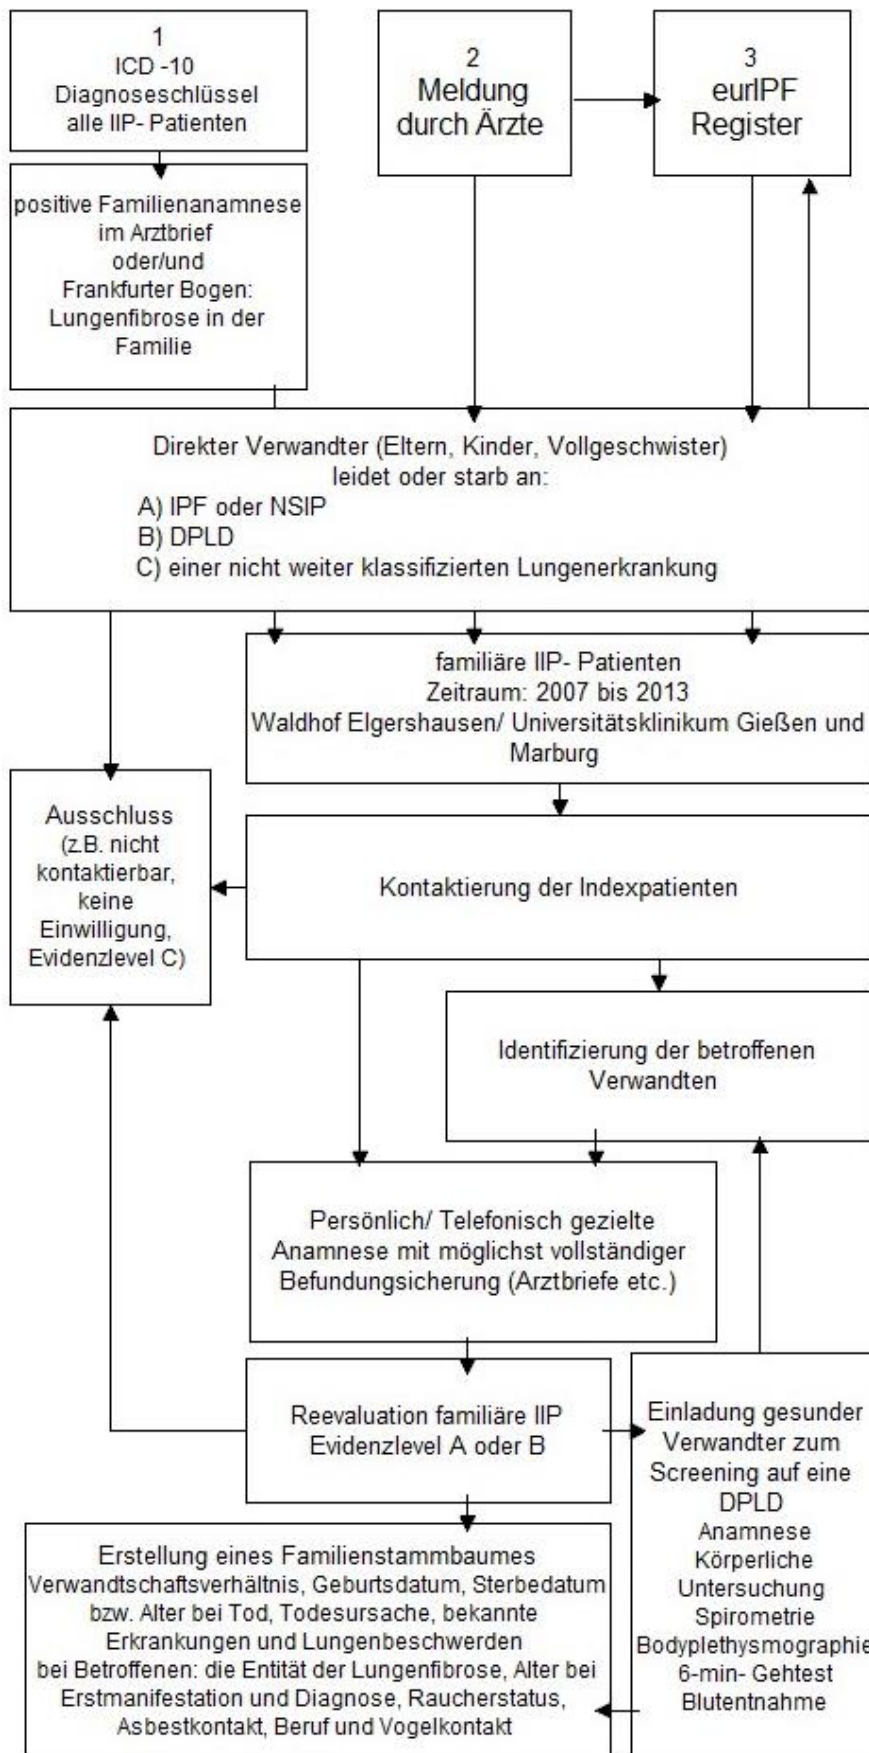 1
ICD -10
Diagnoseschlüssel
alle IIP- Patienten
2
Meldung
durch Ärzte
3
eurIPF
Register
positive Familienanamnese
im Arztbrief
oder/und
Frankfurter Bogen:
Lungenfibrose in der
Familie
Direkter Verwandter (Eltern, Kinder, Vollgeschwister)
leidet oder starb an:
A) IPF oder NSIP
B) DPLD
C) einer nicht weiter klassifizierten Lungenerkrankung
familiäre IIP- Patienten
Zeitraum: 2007 bis 2013
Waldhof Elgershausen/ Universitätsklinikum Gießen und
Marburg
Ausschluss
(z.B. nicht
kontaktierbar,
keine
Einwilligung,
Evidenzlevel C)
Kontaktierung der Indexpatienten
Identifizierung der betroffenen
Verwandten
Persönlich/ Telefonisch gezielte
Anamnese mit möglichst vollständiger
Befundungsicherung (Arztbriefe etc.)
Reevaluation familiäre IIP
Evidenzlevel A oder B
Einladung gesunder
Verwandter zum
Screening auf eine
DPLD
Anamnese
Körperliche
Untersuchung
Spirometrie
Bodyplethysmographie
6-min- Gehtest
Blutentnahme
Erstellung eines Familienstammbaumes
Verwandtschaftsverhältnis, Geburtsdatum, Sterbedatum
bzw. Alter bei Tod, Todesursache, bekannte
Erkrankungen und Lungenbeschwerden
bei Betroffenen: die Entität der Lungenfibrose, Alter bei
Erstmanifestation und Diagnose, Raucherstatus,
Asbestkontakt, Beruf und Vogelkontakt